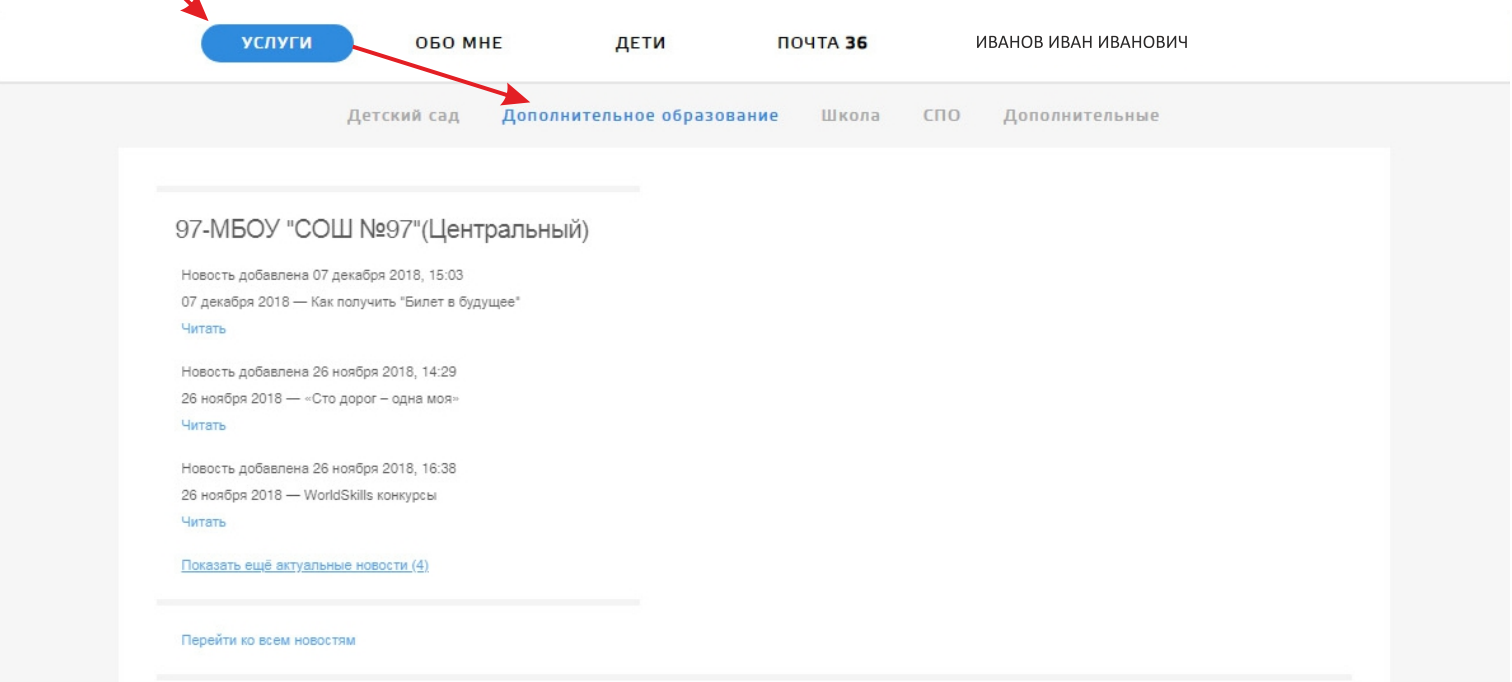 УСЛУГИ ОБО МНЕ ДЕТИ ПОЧТА 36 ИВАНОВ ИВАН ИВАНОВИЧ
Детский сад Дополнительное образование Школа СПО Дополнительные
97-МБОУ "СОШ №97"(Центральный)
Новость добавлена 07 декабря 2018, 15:03
07 декабря 2018 — Как получить "Билет в будущее"
Читать
Новость добавлена 26 ноября 2018, 14:29
26 ноября 2018 — «Сто дорог – одна моя»
Читать
Новость добавлена 26 ноября 2018, 16:38
26 ноября 2018 — WorldSkills конкурсы
Читать
Показать ещё актуальные новости (4)
Перейти ко всем новостям